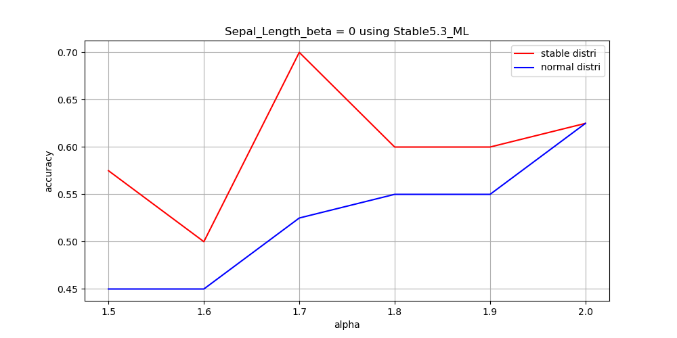 Sepal_Length_beta = 0 using Stable5.3_ML
stable distri
normal distri
accuracy
0.70
0.65
0.60
0.55
0.50
0.45
1.5 1.6 1.7 1.8 1.9 2.0
alpha